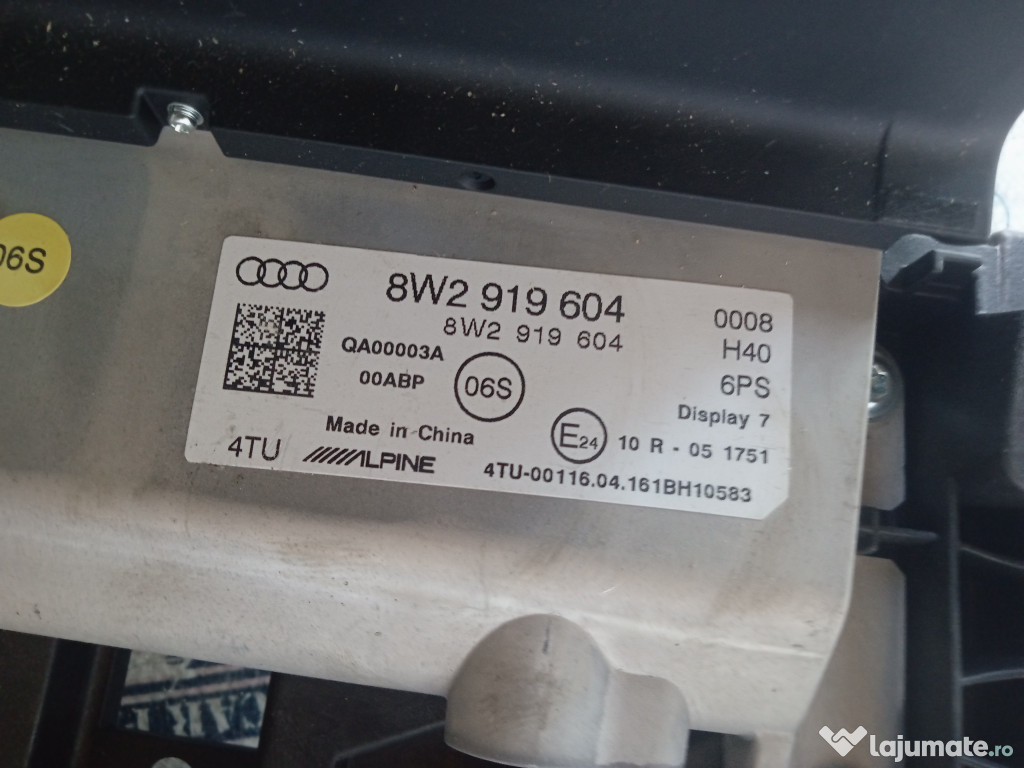 06S
8W2 919 604
8W2 919 604
0008
H40
6PS
QA00003A
00ABP
06S
Display 7
Made in China
E24
10 R - 05 1751
4TU
ALPINE
4TU-00116.04.161BH10583
lajumate.ro